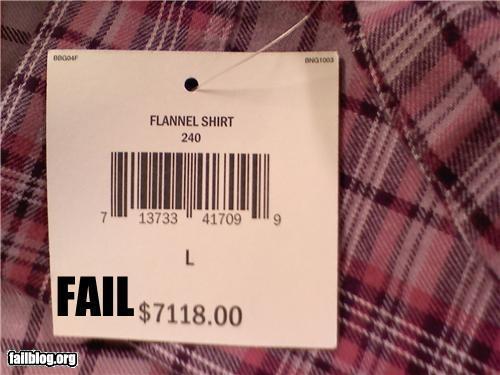 BBG04F BNG1003
FLANNEL SHIRT
240
7 13733 41709 9
L
FAIL $7118.00
failblog.org